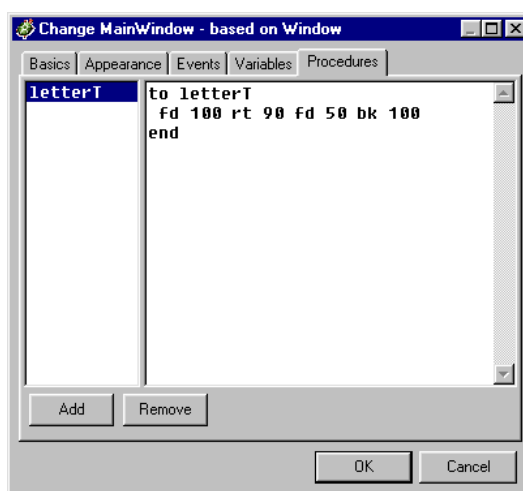 Change MainWindow - based on Window
Basics Appearance Events Variables Procedures
letterT
to letterT
fd 100 rt 90 fd 50 bk 100
end
Add Remove
OK Cancel